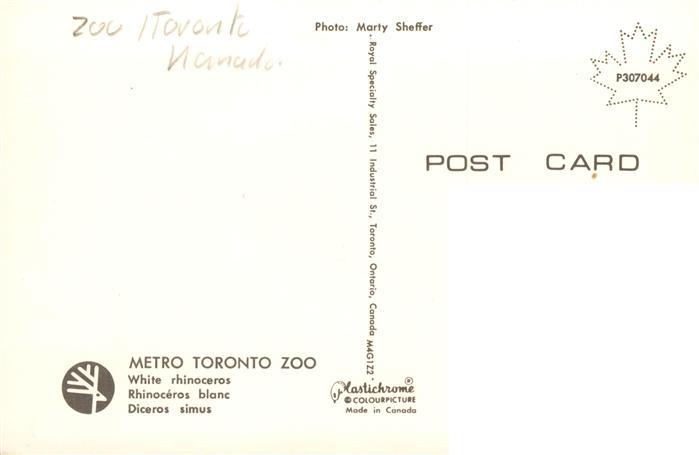 Zoo / Toronto
Kanada.
Photo: Marty Sheffer
P307044
POST CARD
Royal Specialty Sales, 11 Industrial St., Toronto, Ontario, Canada M4G1Z2
METRO TORONTO ZOO
White rhinoceros
Rhinocéros blanc
Diceros simus
Plastichrome®
© COLOURPICTURE
Made in Canada